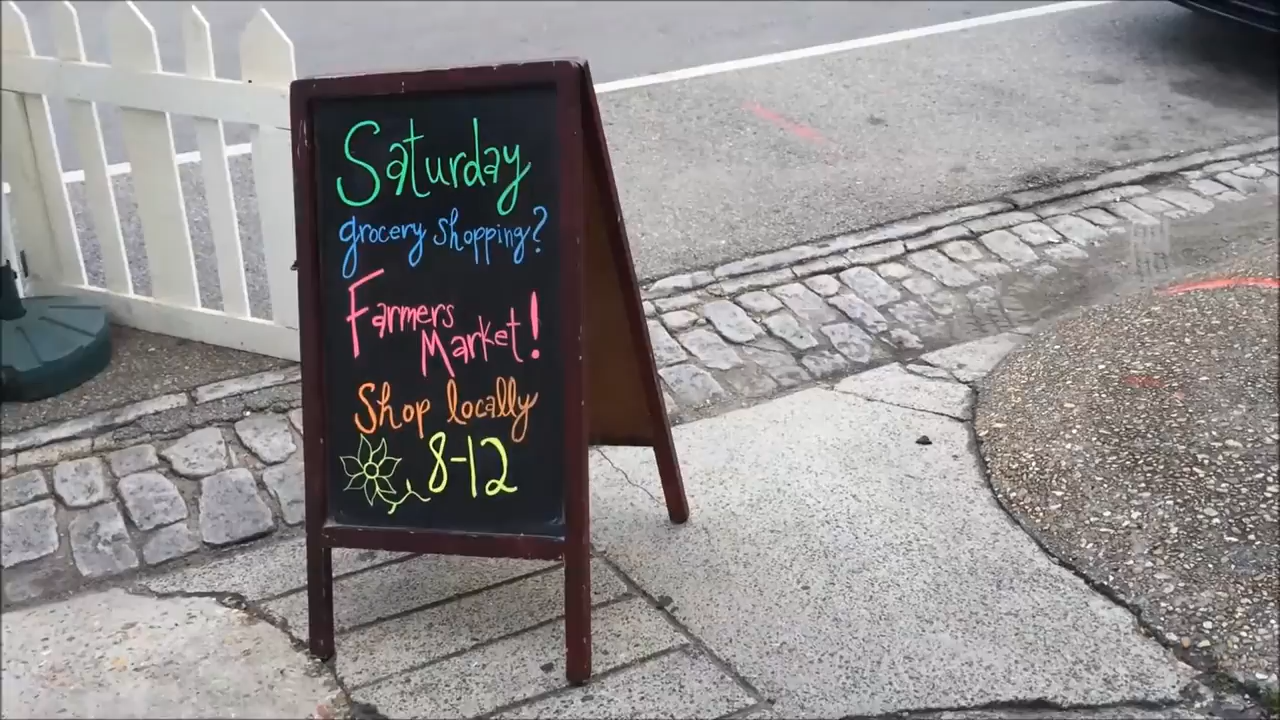 Saturday
grocery shopping?
Farmers
Market!
Shop locally
8-12